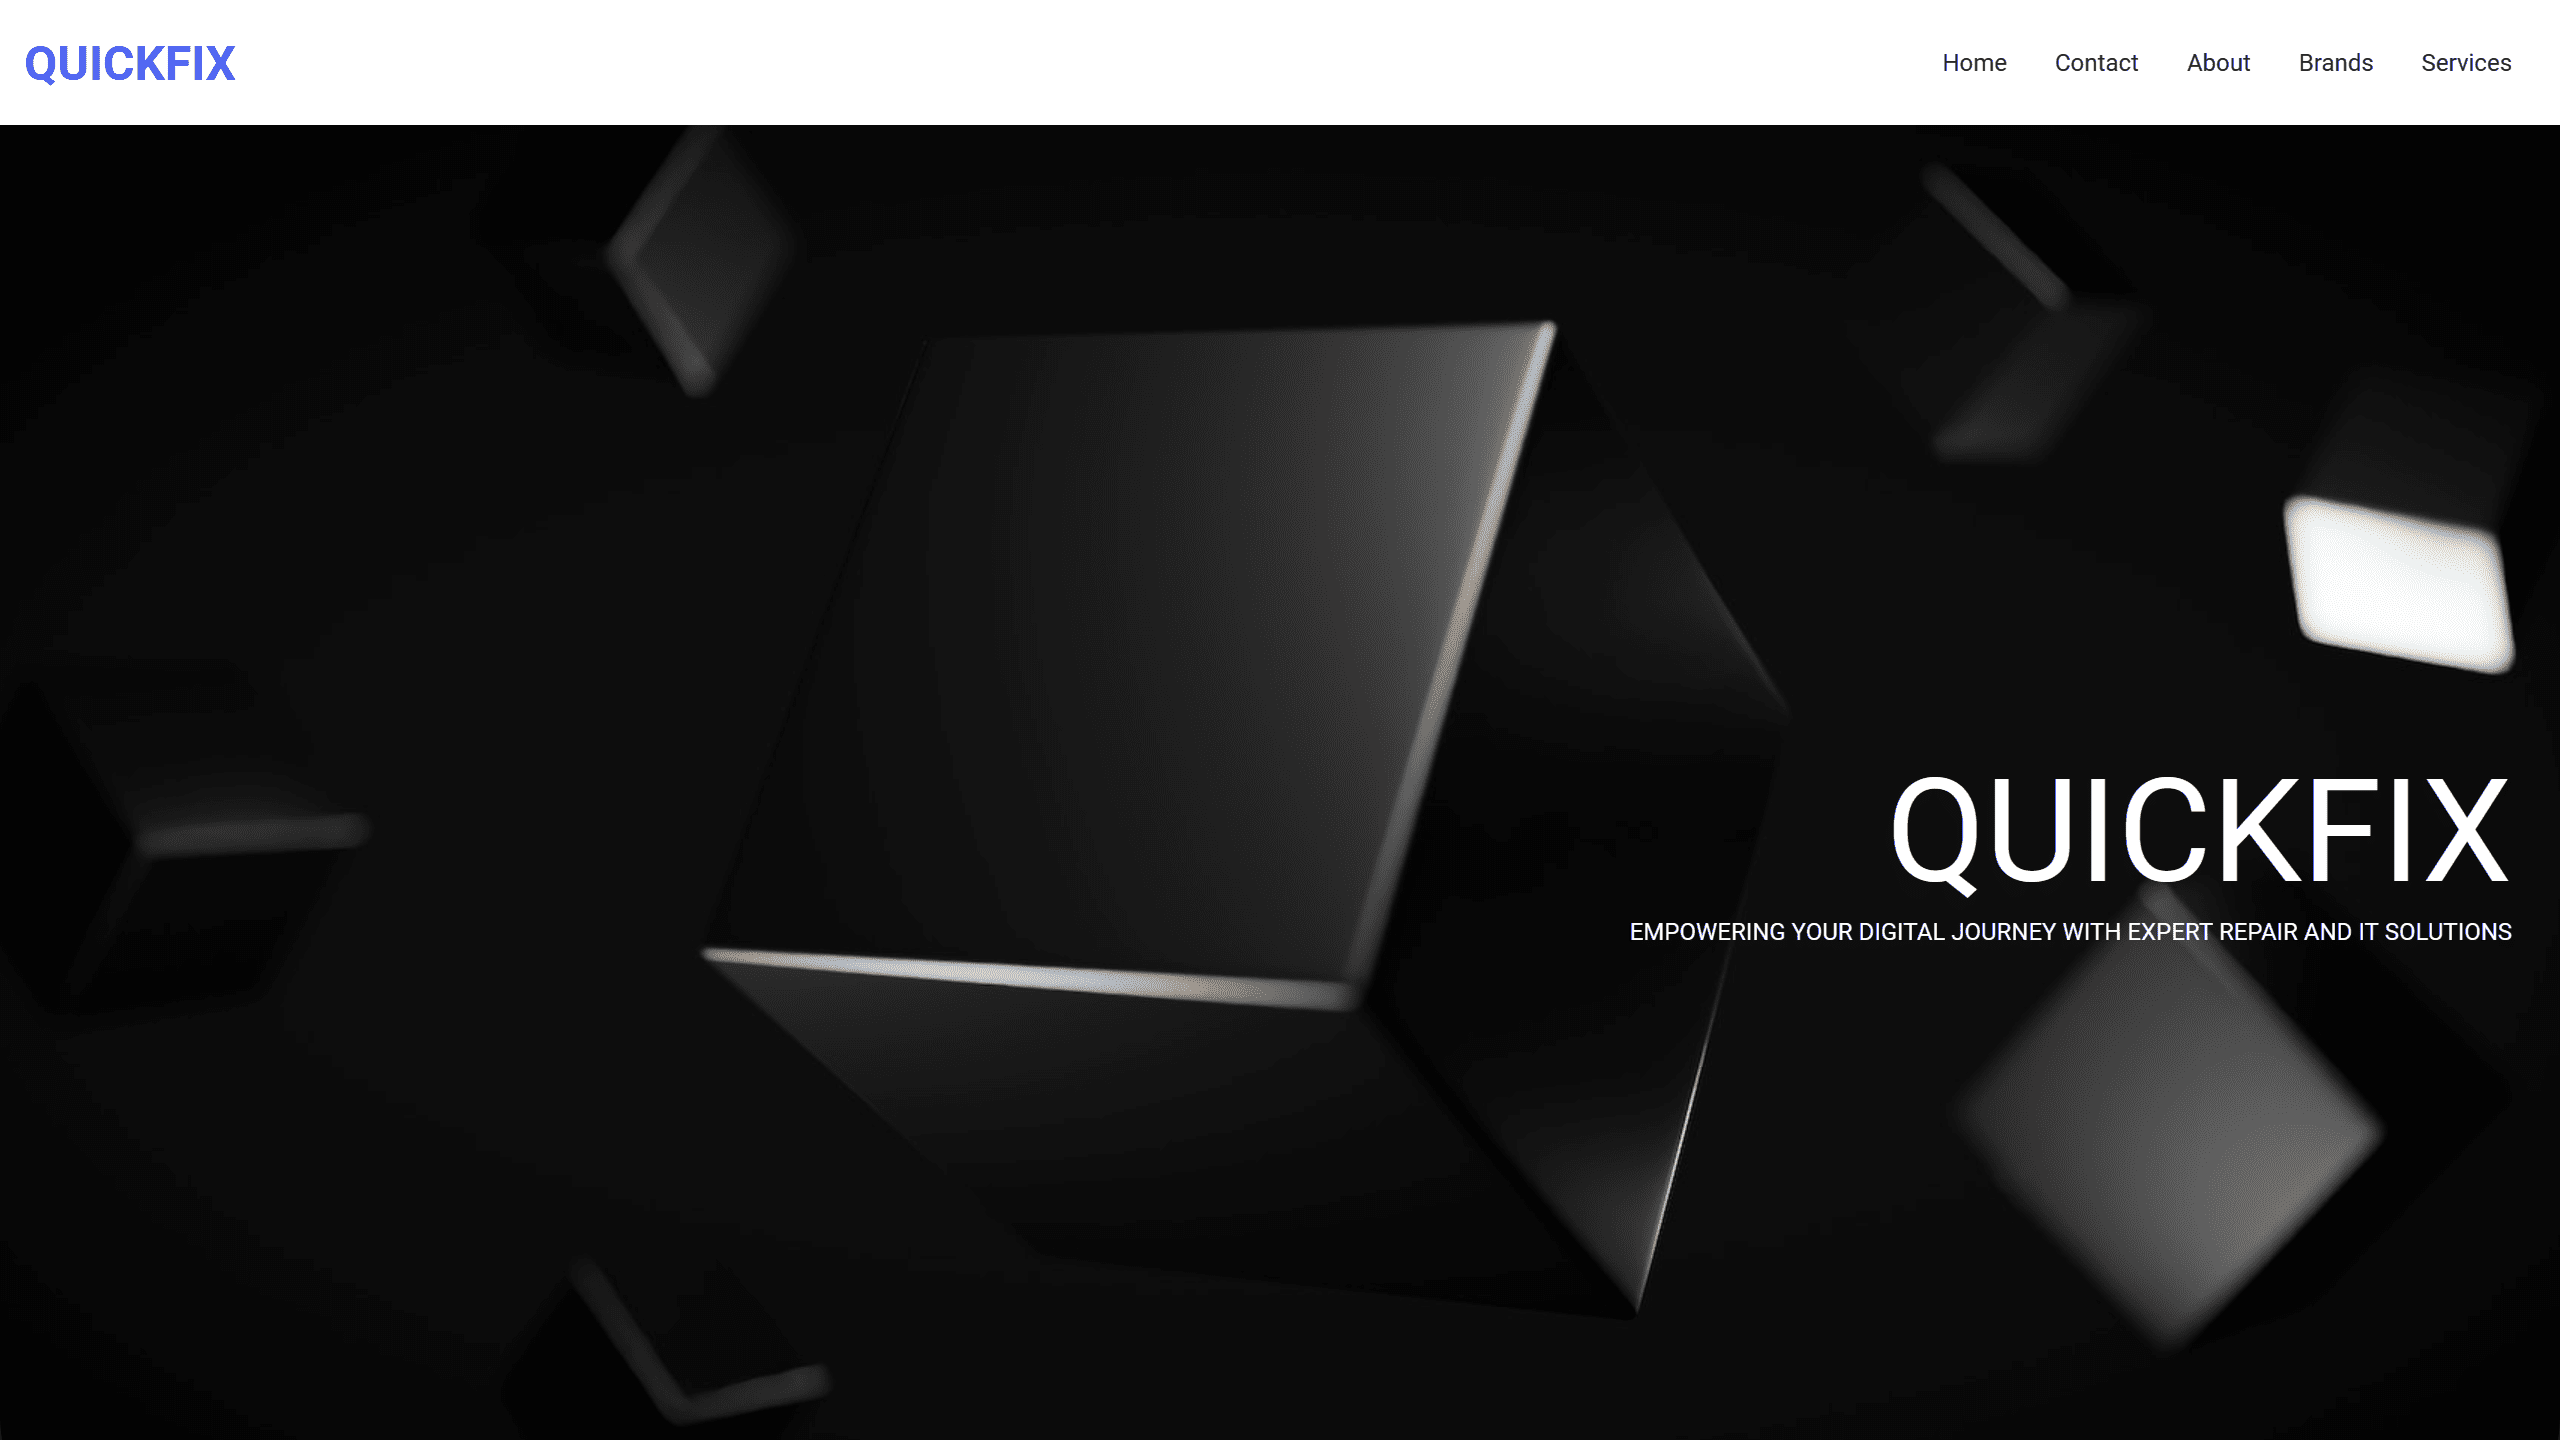 QUICKFIX
Home Contact About Brands Services
QUICKFIX
EMPOWERING YOUR DIGITAL JOURNEY WITH EXPERT REPAIR AND IT SOLUTIONS